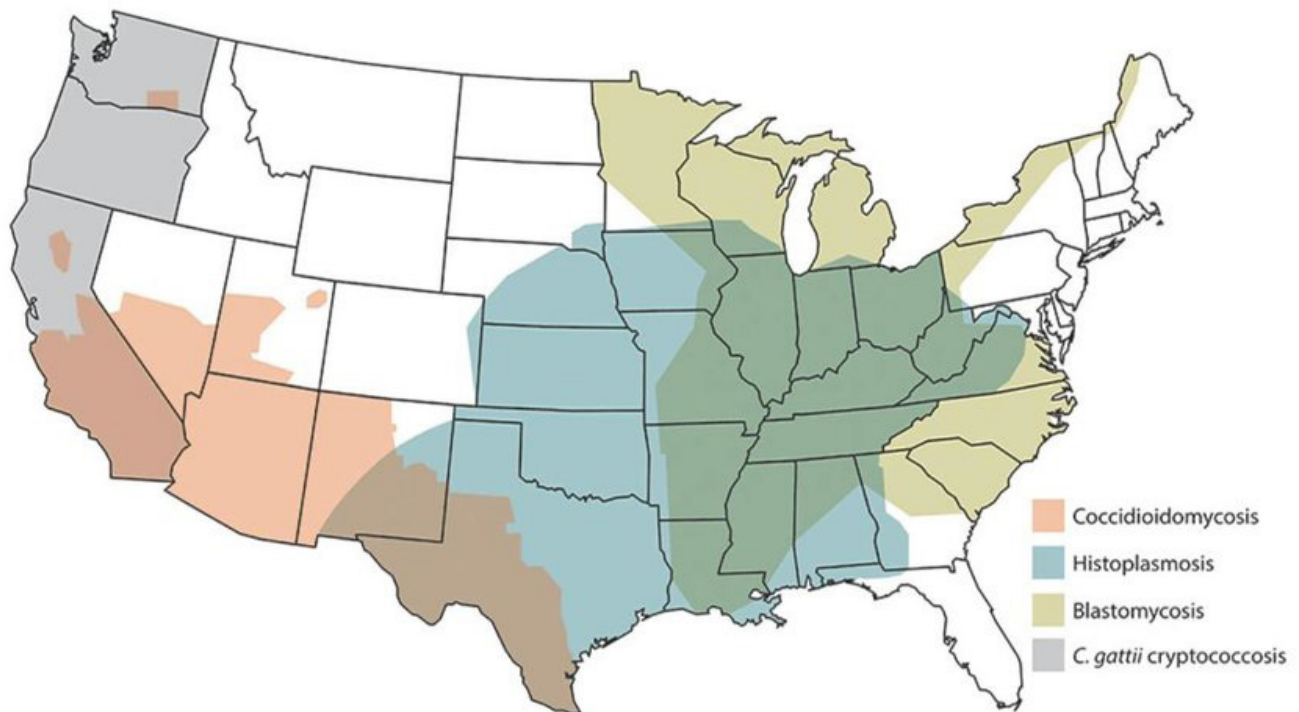 Coccidioidomycosis
Histoplasmosis
Blastomycosis
C. gattii cryptococcosis